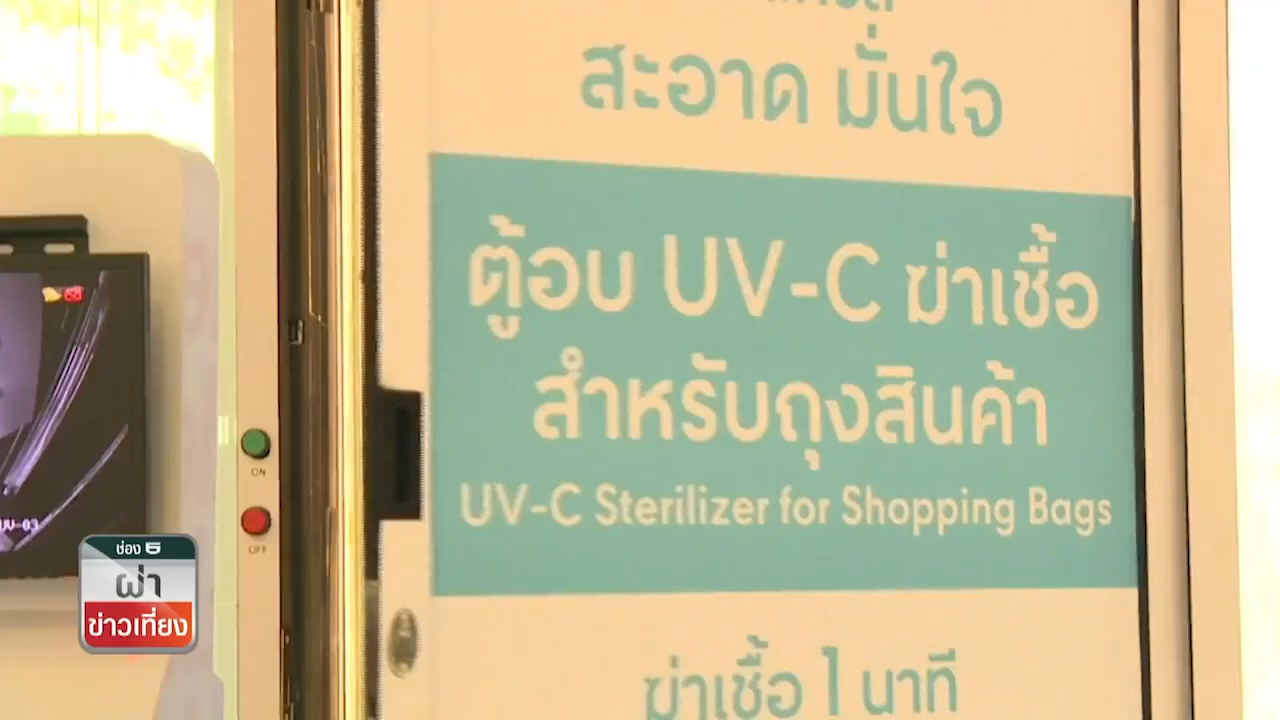 สะอาด มั่นใจ
ตู้อบ UV-C ฆ่าเชื้อ
สำหรับถุงสินค้า
UV-C Sterilizer for Shopping Bags
ฆ่าเชื้อ 1 นาที
ON
OFF
UV-03
ช่อง 5
ผ่า
ข่าวเที่ยง